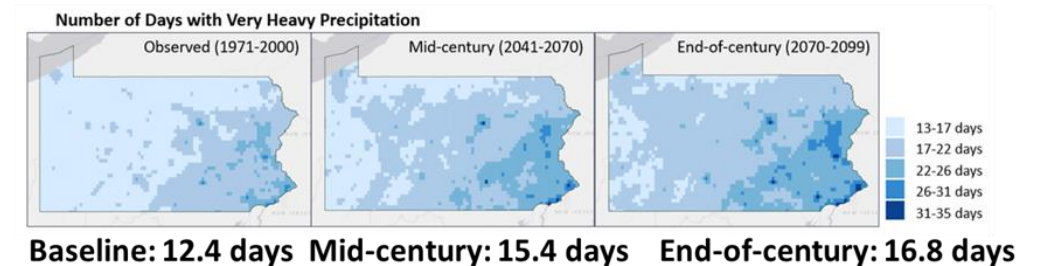 Number of Days with Very Heavy Precipitation
Observed (1971-2000)
Mid-century (2041-2070)
End-of-century (2070-2099)
13-17 days
17-22 days
22-26 days
26-31 days
31-35 days
Baseline: 12.4 days Mid-century: 15.4 days End-of-century: 16.8 days